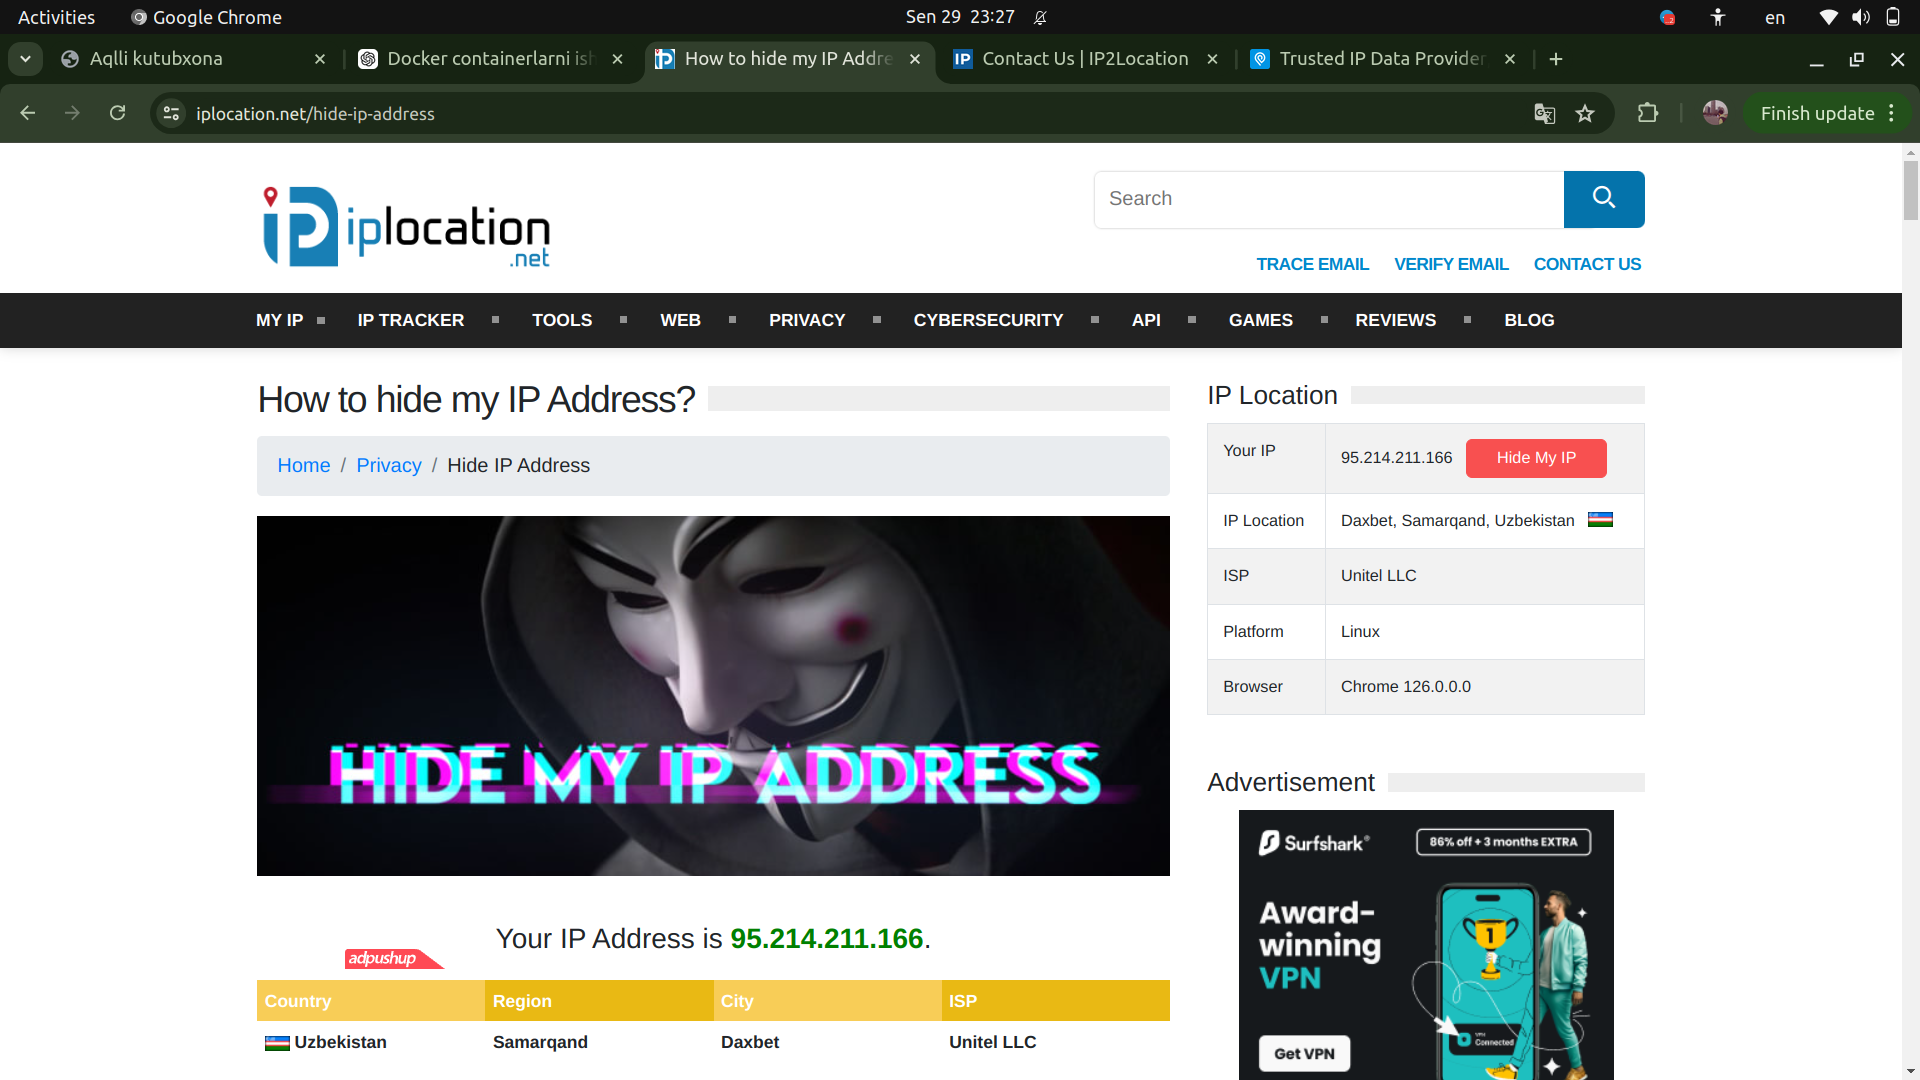 Activities
Google Chrome
Sen 29 23:27
en
Aqlli kutubxona
Docker containerlarni ish
How to hide my IP Addre
Contact Us | IP2Location
Trusted IP Data Provider
iplocation.net/hide-ip-address
Finish update
iplocation
.net
Search
TRACE EMAIL
VERIFY EMAIL
CONTACT US
MY IP
IP TRACKER
TOOLS
WEB
PRIVACY
CYBERSECURITY
API
GAMES
REVIEWS
BLOG
How to hide my IP Address?
Home / Privacy / Hide IP Address
HIDE MY IP ADDRESS
Your IP Address is 95.214.211.166.
adpushup
Country Region City ISP
Uzbekistan Samarqand Daxbet Unitel LLC
IP Location
Your IP 95.214.211.166 Hide My IP
IP Location Daxbet, Samarqand, Uzbekistan
ISP Unitel LLC
Platform Linux
Browser Chrome 126.0.0.0
Advertisement
Surfshark®
86% off + 3 months EXTRA
Award-
winning
VPN
1
VPN
Connected
Get VPN